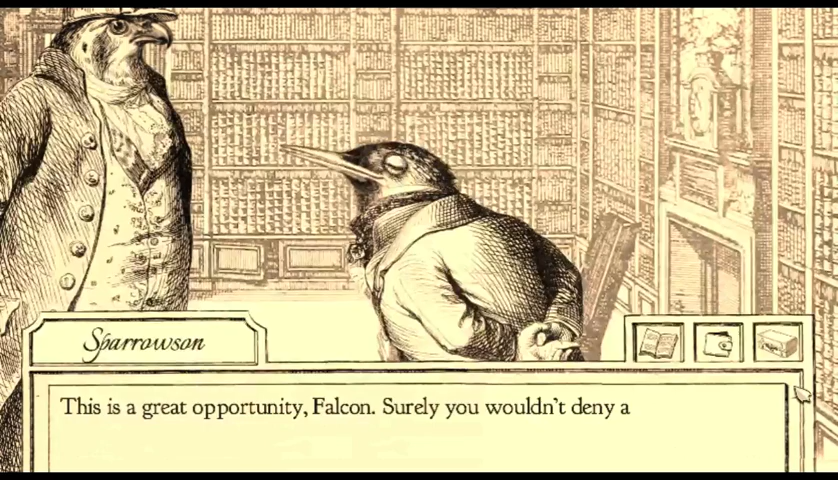 Sparrowson
This is a great opportunity, Falcon. Surely you wouldn't deny a